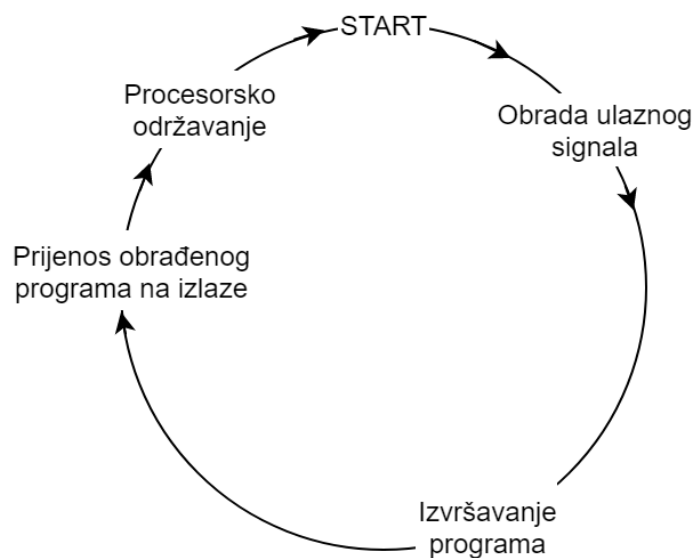 START
Obrada ulaznog
signala
Izvršavanje
programa
Prijenos obrađenog
programa na izlaze
Procesorsko
održavanje